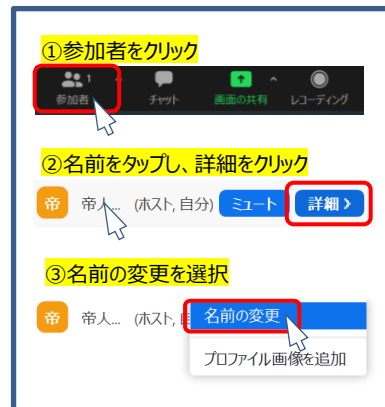 ①参加者をクリック
1
参加者 チャット 画面の共有 レコーディング
②名前をタップし、詳細をクリック
帝 帝人... (ホスト, 自分) ミュート 詳細 >
③名前の変更を選択
帝 帝人... (ホスト, 自 名前の変更
プロファイル画像を追加